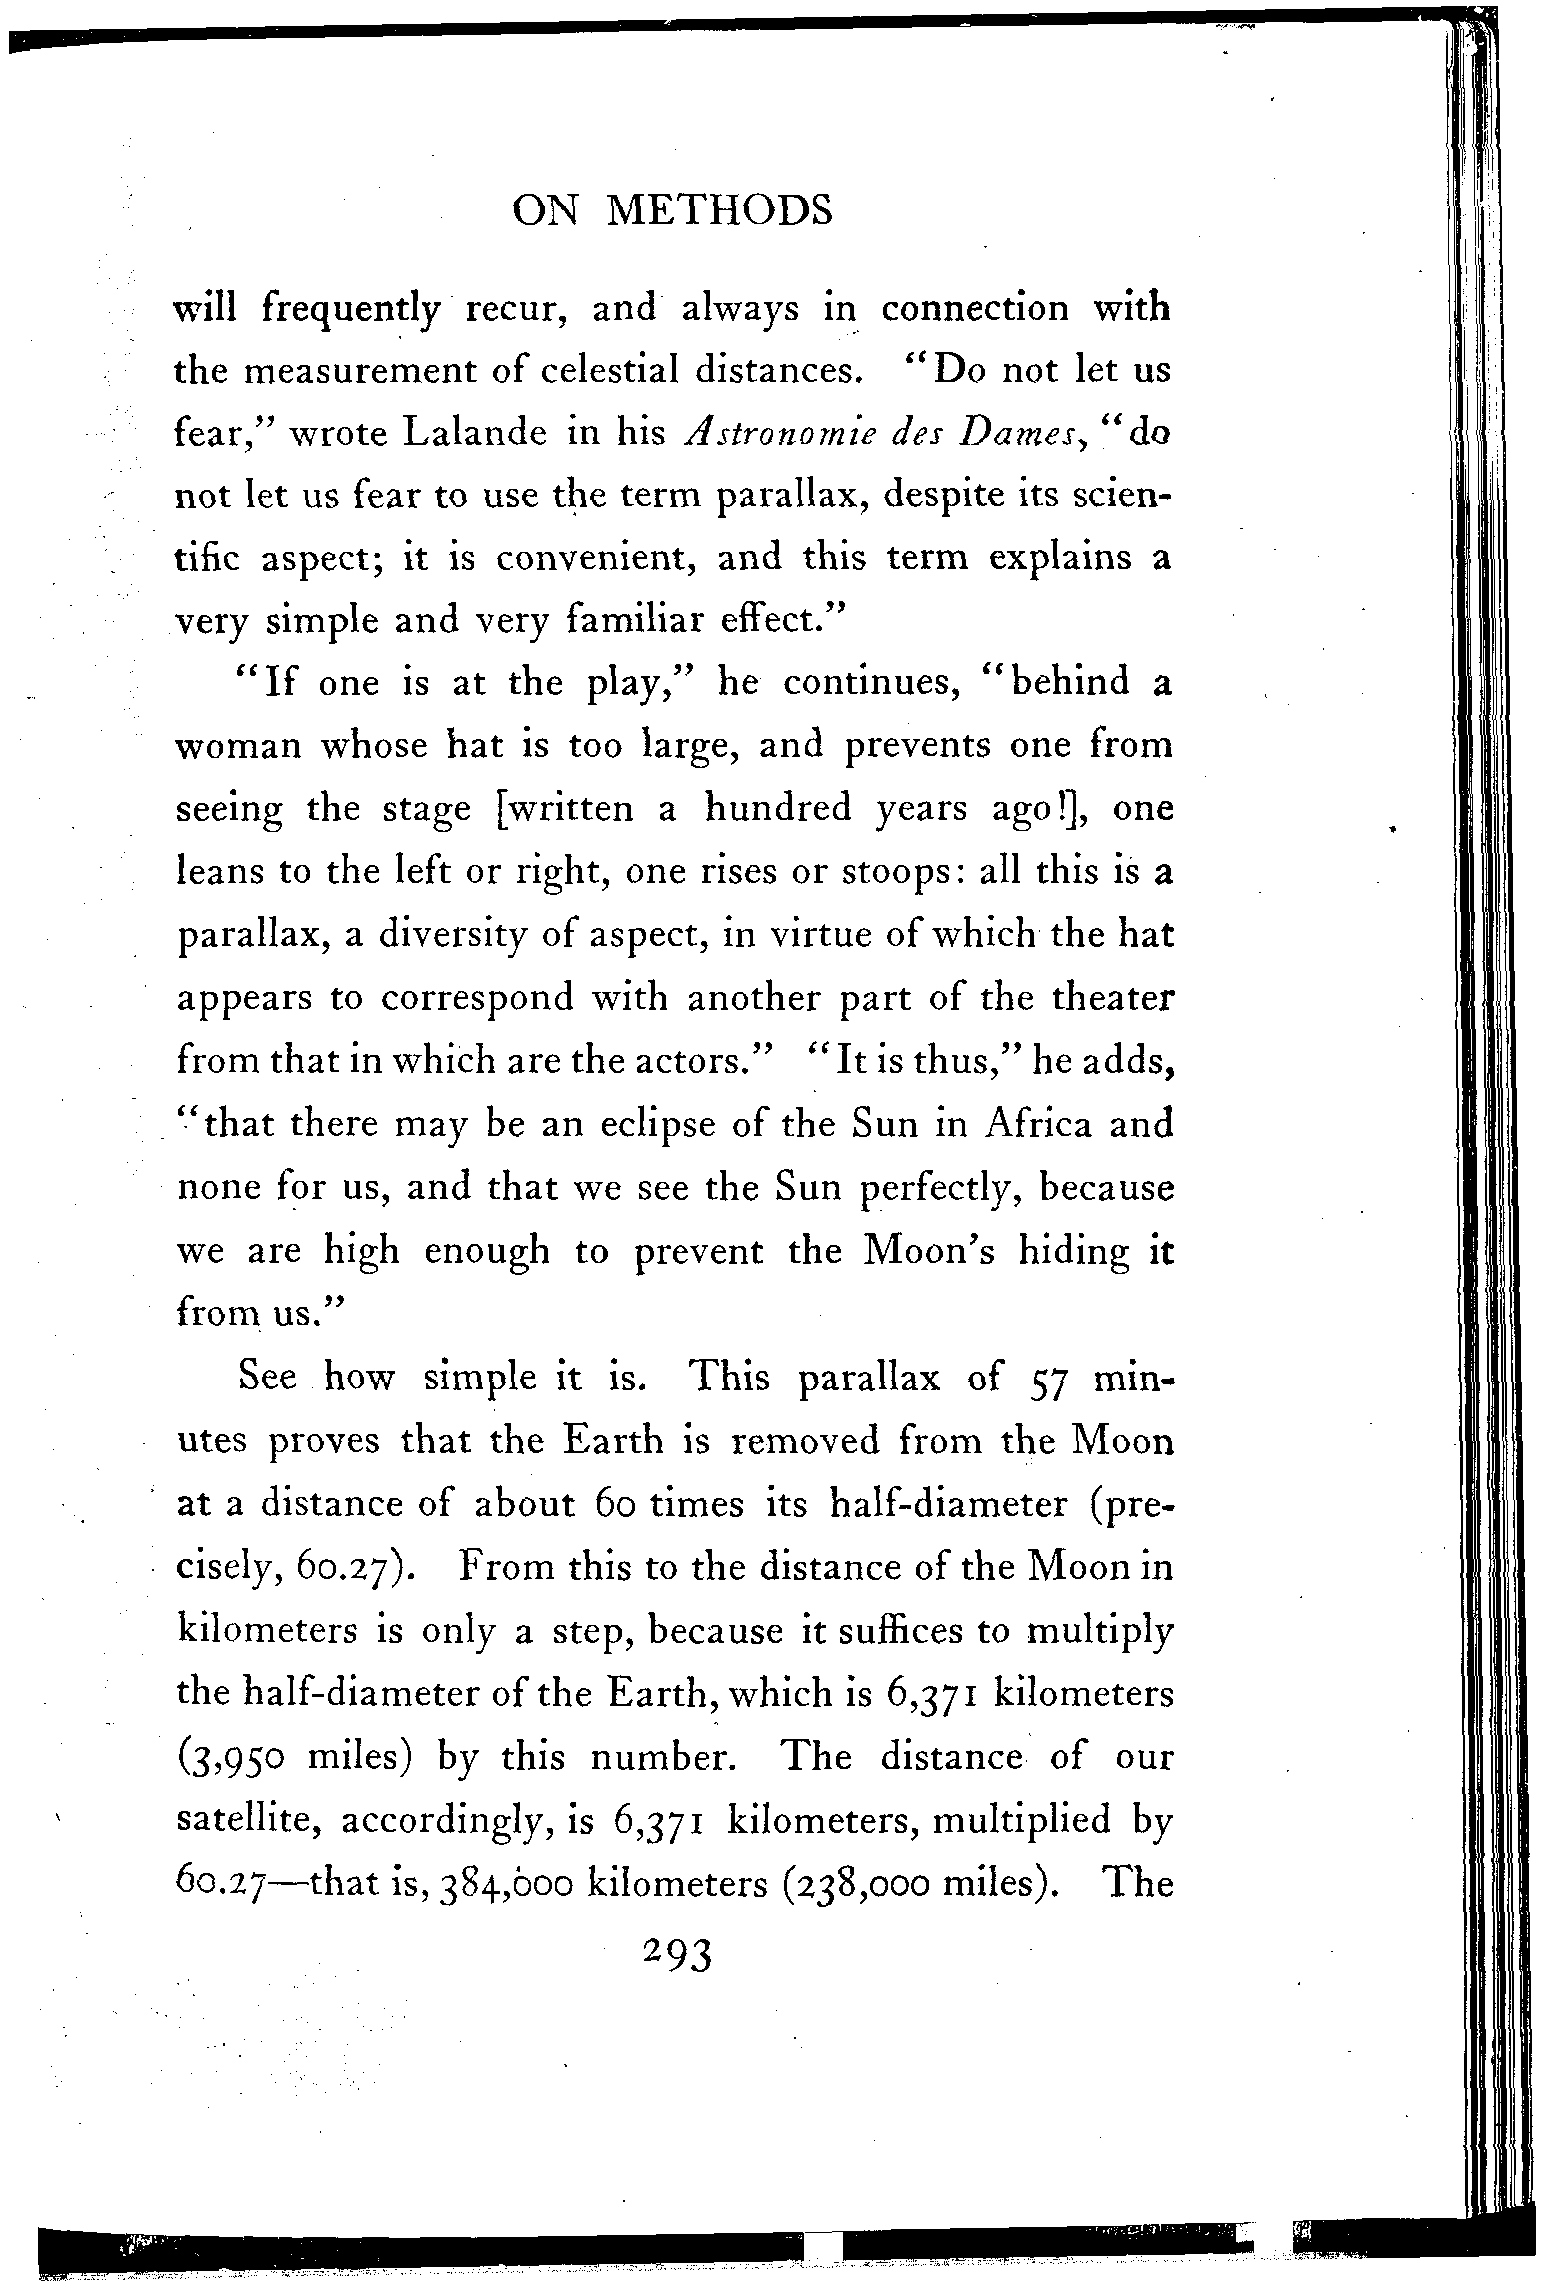 ON METHODS
will frequently recur, and always in connection with
the measurement of celestial distances. "Do not let us
fear," wrote Lalande in his Astronomie des Dames, "do
not let us fear to use the term parallax, despite its scien-
tific aspect; it is convenient, and this term explains a
very simple and very familiar effect."
"If one is at the play," he continues, "behind a
woman whose hat is too large, and prevents one from
seeing the stage [written a hundred years ago!], one
leans to the left or right, one rises or stoops: all this is a
parallax, a diversity of aspect, in virtue of which the hat
appears to correspond with another part of the theater
from that in which are the actors." "It is thus," he adds,
"that there may be an eclipse of the Sun in Africa and
none for us, and that we see the Sun perfectly, because
we are high enough to prevent the Moon's hiding it
from us."
See how simple it is. This parallax of 57 min-
utes proves that the Earth is removed from the Moon
at a distance of about 60 times its half-diameter (pre-
cisely, 60.27). From this to the distance of the Moon in
kilometers is only a step, because it suffices to multiply
the half-diameter of the Earth, which is 6,371 kilometers
(3,950 miles) by this number. The distance of our
satellite, accordingly, is 6,371 kilometers, multiplied by
60.27—that is, 384,000 kilometers (238,000 miles). The
293